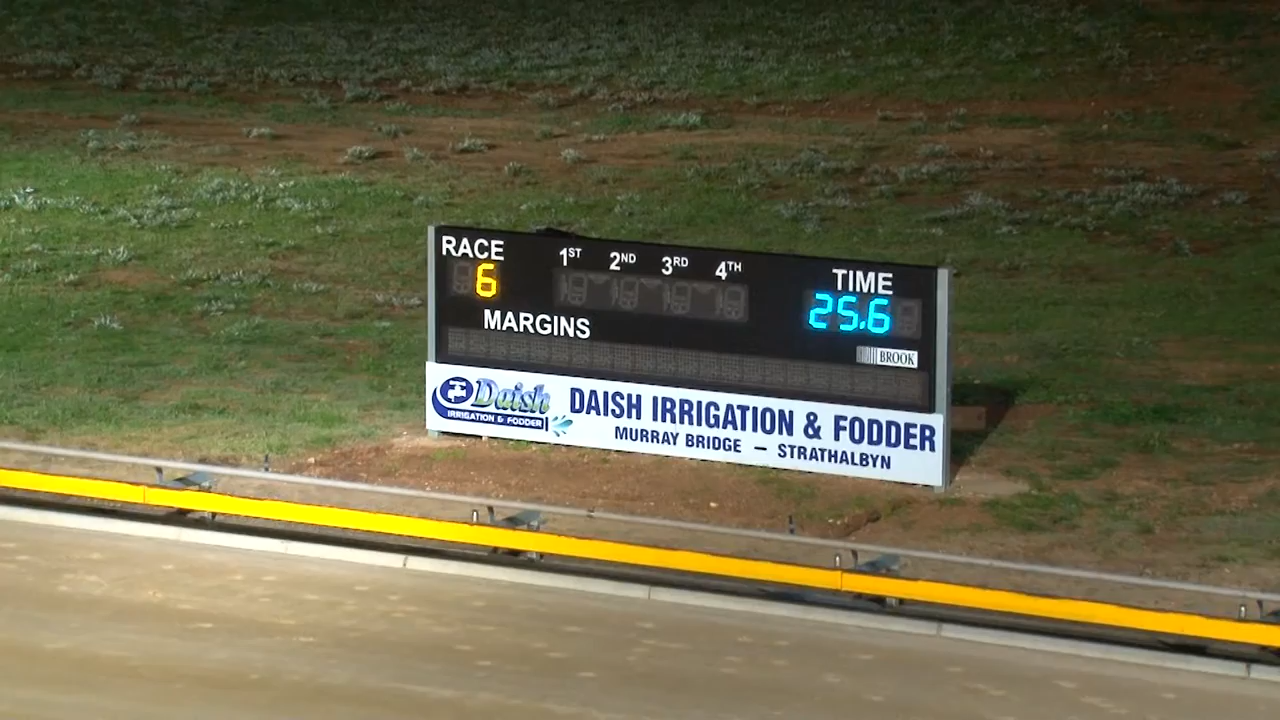 RACE 1ST 2ND 3RD 4TH TIME
6 25.6
MARGINS
BROOK
Daish
IRRIGATION & FODDER
DAISH IRRIGATION & FODDER
MURRAY BRIDGE – STRATHALBYN